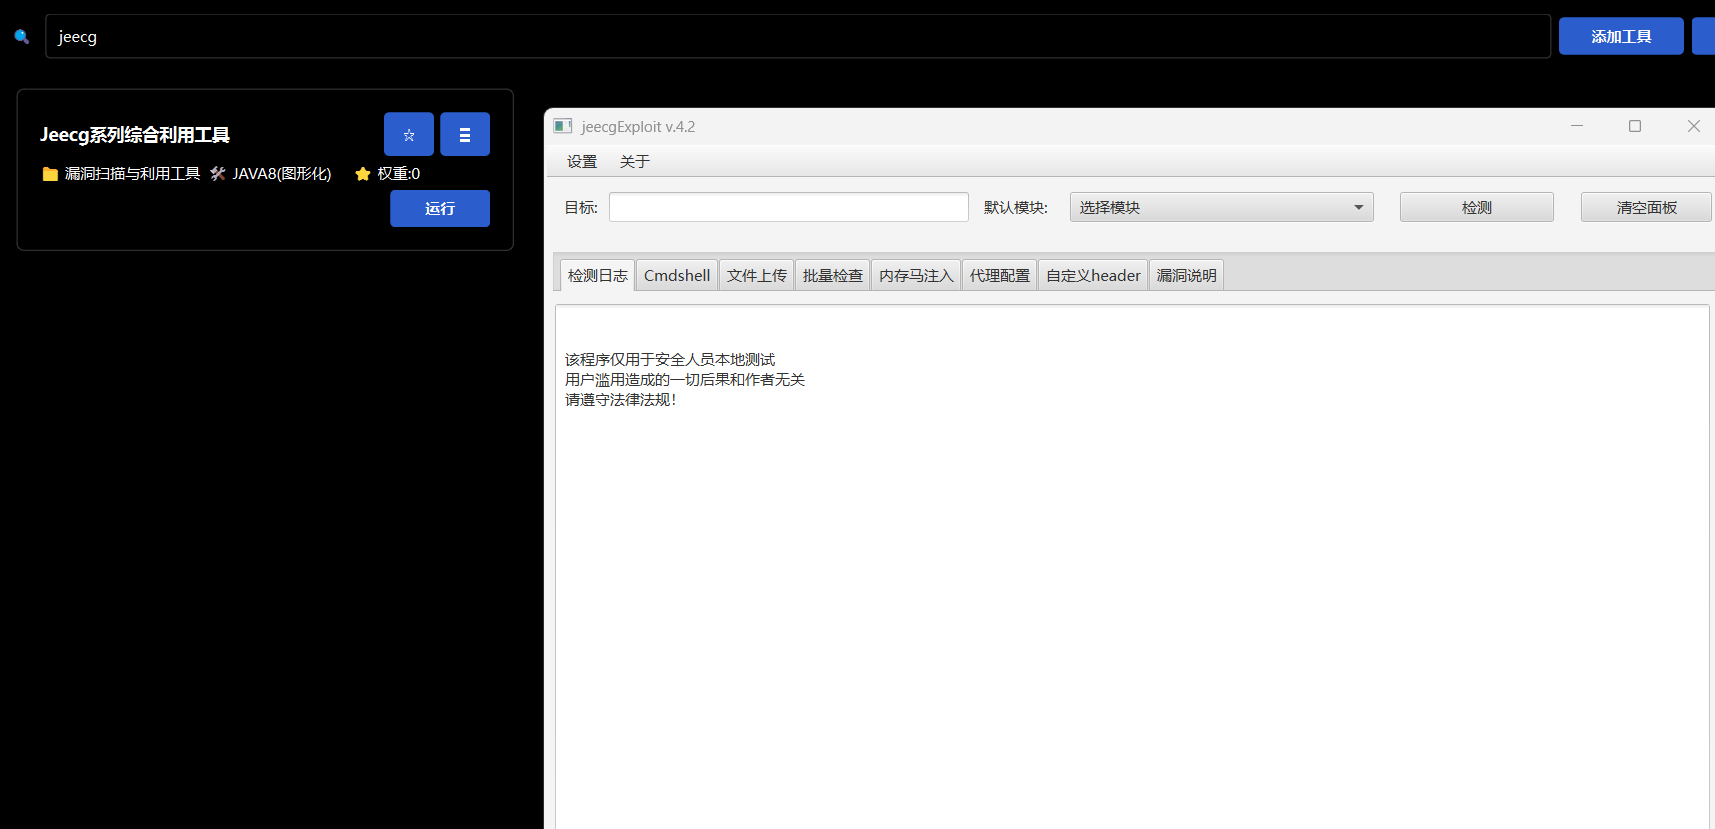 jeecg
添加工具
Jeecg系列综合利用工具
漏洞扫描与利用工具 JAVA8(图形化) 权重:0
运行
jeecgExploit v.4.2
设置 关于
目标: 默认模块: 选择模块 检测 清空面板
检测日志 Cmdshell 文件上传 批量检查 内存马注入 代理配置 自定义header 漏洞说明
该程序仅用于安全人员本地测试
用户滥用造成的一切后果和作者无关
请遵守法律法规!